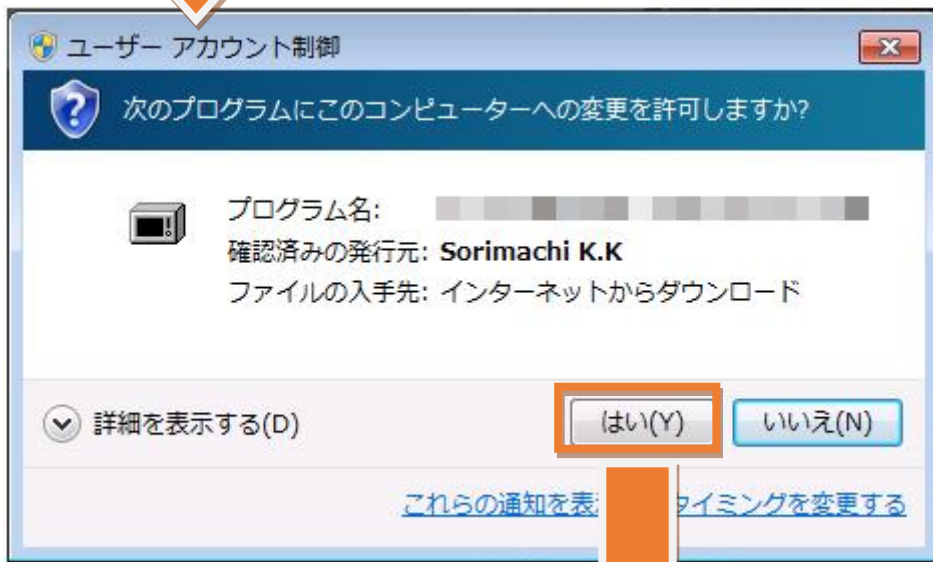 ユーザー アカウント制御
次のプログラムにこのコンピューターへの変更を許可しますか?
プログラム名:
確認済みの発行元: Sorimachi K.K
ファイルの入手先: インターネットからダウンロード
詳細を表示する(D)
はい(Y)
いいえ(N)
これらの通知を表 タイミングを変更する